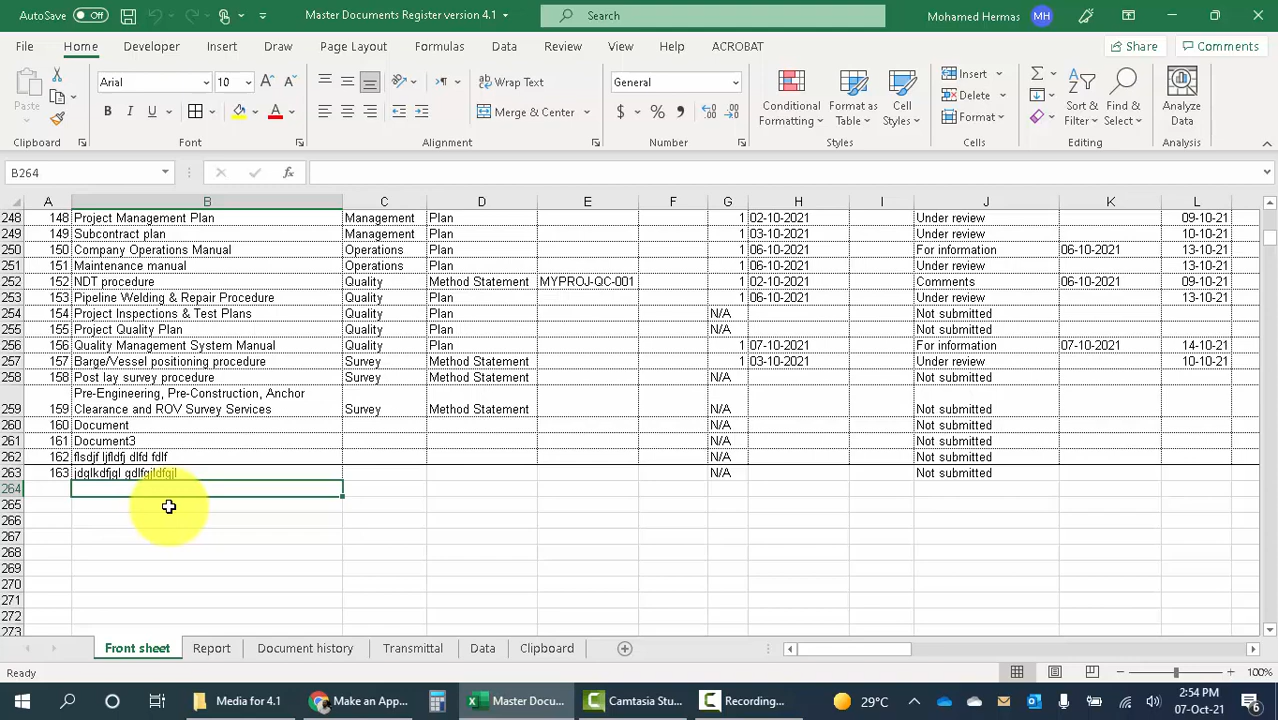 AutoSave Off Master Documents Register version 4.1 Search Mohamed Hermas MH
File Home Developer Insert Draw Page Layout Formulas Data Review View Help ACROBAT Share Comments
Paste Arial 10 Wrap Text General Conditional Formatting Format as Table Cell Styles Insert Sort & Filter Find & Select Analyze Data
B I U Merge & Center $ % Delete
Format
Clipboard Font Alignment Number Styles Cells Editing Analysis
B264 fx
A B C D E F G H I J K L
248 148 Project Management Plan Management Plan 1 02-10-2021 Under review 09-10-21
249 149 Subcontract plan Management Plan 1 03-10-2021 Under review 10-10-21
250 150 Company Operations Manual Operations Plan 1 06-10-2021 For information 06-10-2021 13-10-21
251 151 Maintenance manual Operations Plan 1 06-10-2021 Under review 13-10-21
252 152 NDT procedure Quality Method Statement MYPROJ-QC-001 1 02-10-2021 Comments 06-10-2021 09-10-21
253 153 Pipeline Welding & Repair Procedure Quality Plan 1 06-10-2021 Under review 13-10-21
254 154 Project Inspections & Test Plans Quality Plan N/A Not submitted
255 155 Project Quality Plan Quality Plan N/A Not submitted
256 156 Quality Management System Manual Quality Plan 1 07-10-2021 For information 07-10-2021 14-10-21
257 157 Barge/Vessel positioning procedure Survey Method Statement 1 03-10-2021 Under review 10-10-21
258 158 Post lay survey procedure Survey Method Statement N/A Not submitted
Pre-Engineering, Pre-Construction, Anchor
259 159 Clearance and ROV Survey Services Survey Method Statement N/A Not submitted
260 160 Document N/A Not submitted
261 161 Document3 N/A Not submitted
262 162 flsdjf ljfldfj dlfd fdlf N/A Not submitted
263 163 N/A Not submitted
264
265
266
267
268
269
270
271
272
273
Front sheet Report Document history Transmittal Data Clipboard
Ready 100%
Media for 4.1 Make an App... Master Docu... Camtasia Stu... Recording... 29°C 2:54 PM
07-Oct-21 6